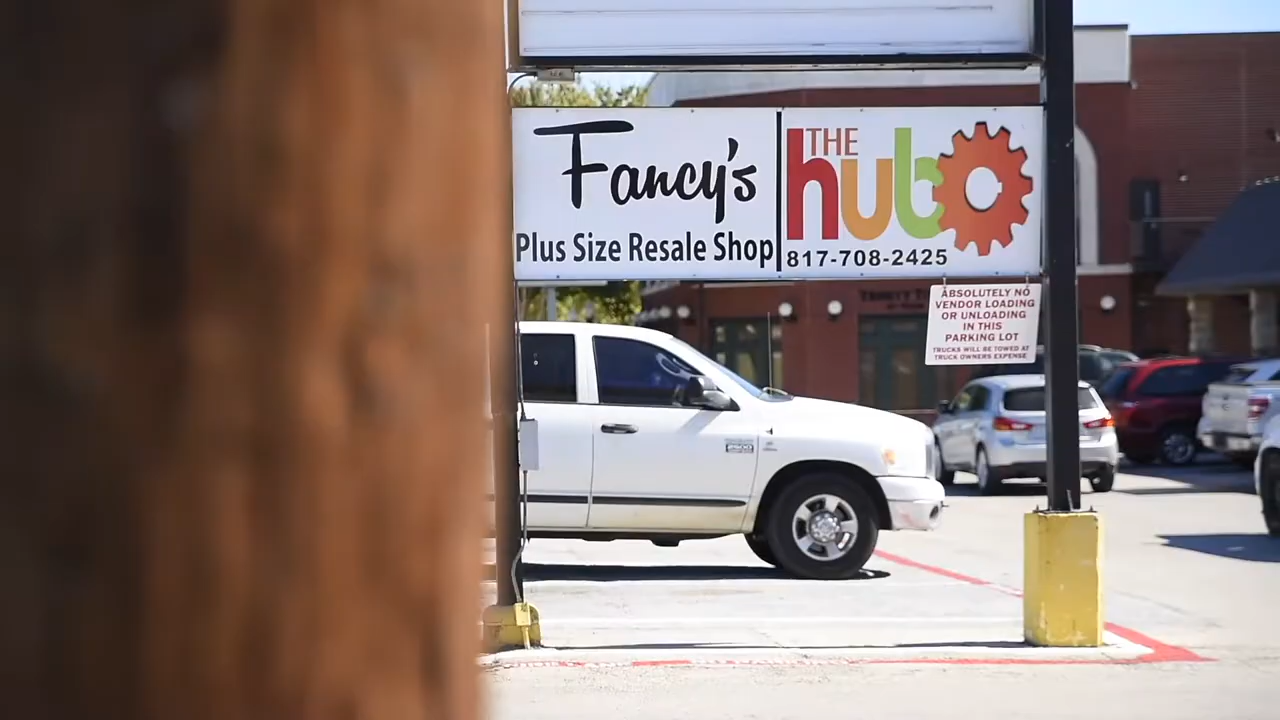 Fancy's
Plus Size Resale Shop
THE
hub
817-708-2425
ABSOLUTELY NO
VENDOR LOADING
OR UNLOADING
IN THIS
PARKING LOT
TRUCKS WILL BE TOWED AT
TRUCK OWNERS EXPENSE
2500